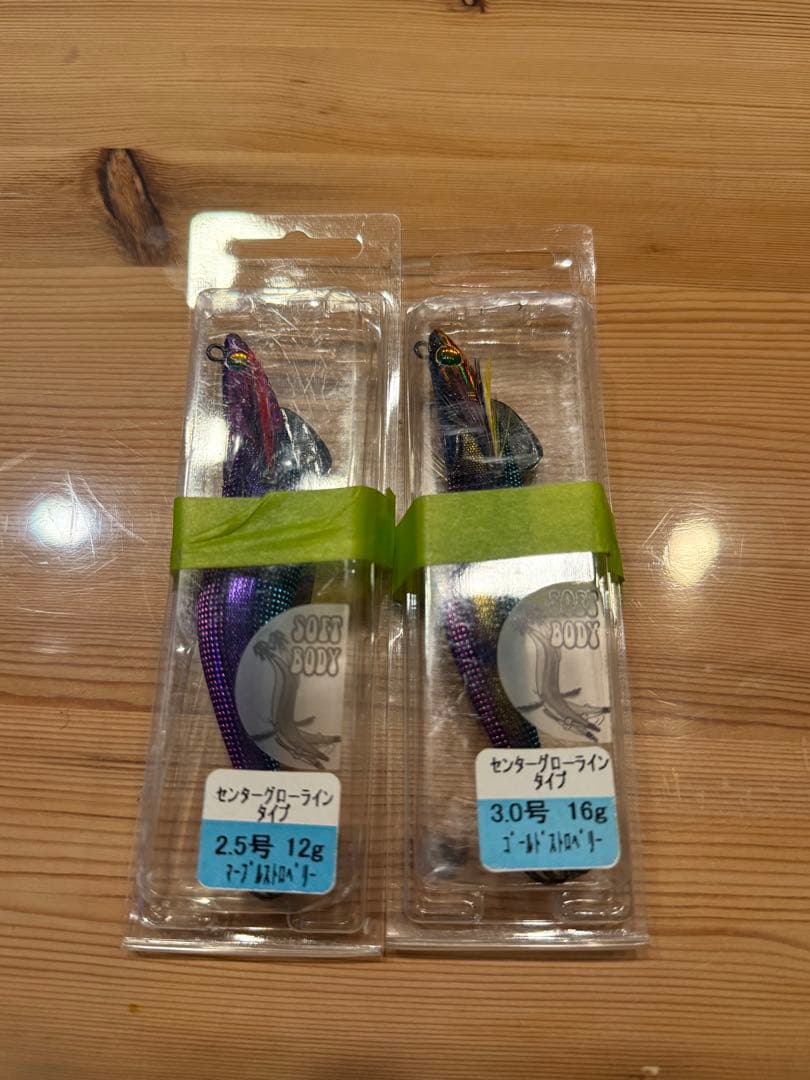 SOFT
BODY
センターグローライン
タイプ
2.5号 12g
ﾏｰﾌﾞﾙｽﾄﾛﾍﾞﾘｰ
SOFT
BODY
センターグローライン
タイプ
3.0号 16g
ｺﾞｰﾙﾄﾞｽﾄﾛﾍﾞﾘｰ